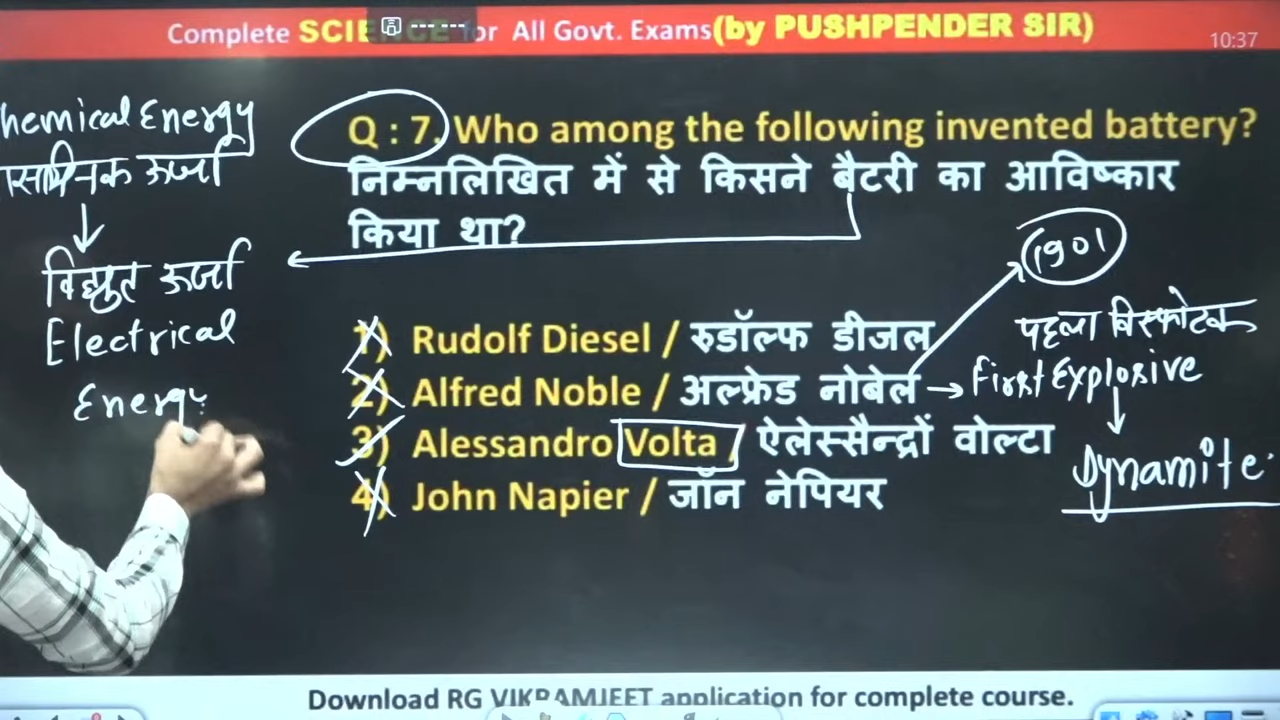 Complete SCIENCE for All Govt. Exams(by PUSHPENDER SIR)
10:37
hemical Energy
रासायनिक ऊर्जा
विद्युत ऊर्जा
Electrical
Energy
Q : 7. Who among the following invented battery?
निम्नलिखित में से किसने बैटरी का आविष्कार
किया था?
1901
1) Rudolf Diesel / रुडॉल्फ डीजल
2) Alfred Noble / अल्फ्रेड नोबेल
3) Alessandro Volta / ऐलेस्सैन्द्रों वोल्टा
4) John Napier / जॉन नेपियर
पहला विस्फोटक
First Explosive
Dynamite
Download RG VIKRAMJEET application for complete course.